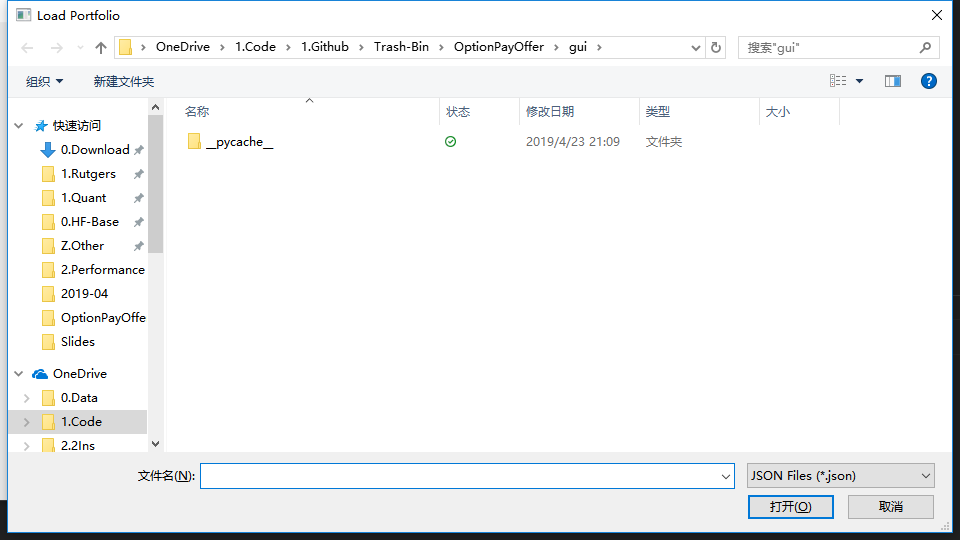 Load Portfolio
OneDrive 1.Code 1.Github Trash-Bin OptionPayOffer gui
搜索"gui"
组织 新建文件夹
名称 状态 修改日期 类型 大小
__pycache__ 2019/4/23 21:09 文件夹
快速访问
0.Download
1.Rutgers
1.Quant
0.HF-Base
Z.Other
2.Performance
2019-04
OptionPayOffe
Slides
OneDrive
0.Data
1.Code
2.2Ins
文件名(N):
JSON Files (*.json)
打开(O) 取消